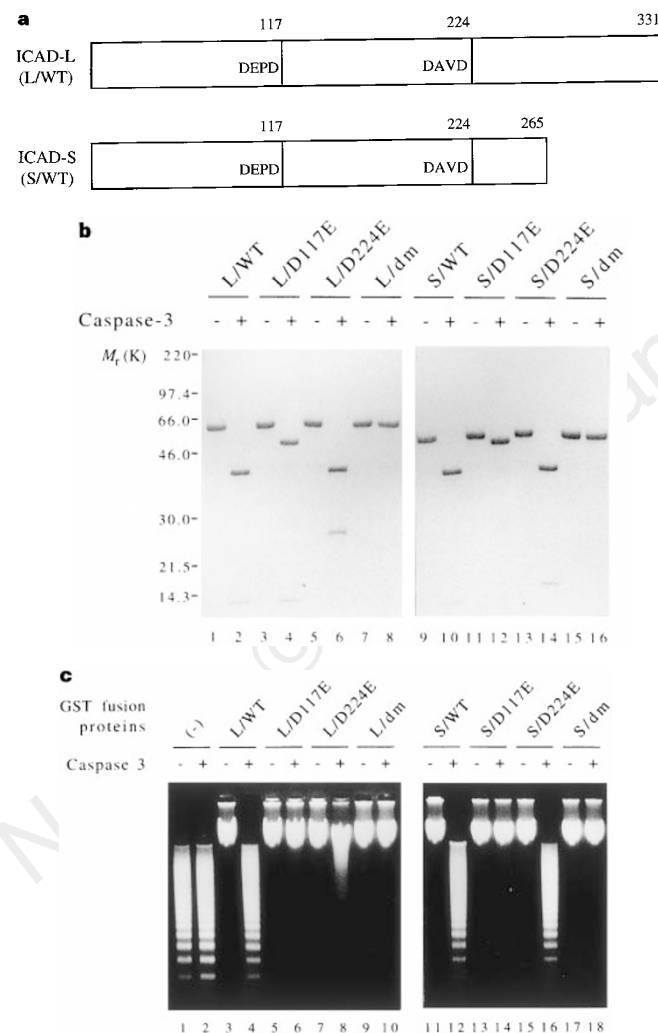 a
117 224 331
ICAD-L
(L/WT)
DEPD DAVD
117 224 265
ICAD-S
(S/WT)
DEPD DAVD
b
L/WT L/D117E L/D224E L/dm S/WT S/D117E S/D224E S/dm
Caspase-3 - + - + - + - + - + - + - + - +
Mr (K) 220-
97.4-
66.0-
46.0-
30.0-
21.5-
14.3-
1 2 3 4 5 6 7 8 9 10 11 12 13 14 15 16
c
GST fusion
proteins
(-) L/WT L/D117E L/D224E L/dm S/WT S/D117E S/D224E S/dm
Caspase 3 - + - + - + - + - + - + - + - + - +
1 2 3 4 5 6 7 8 9 10 11 12 13 14 15 16 17 18